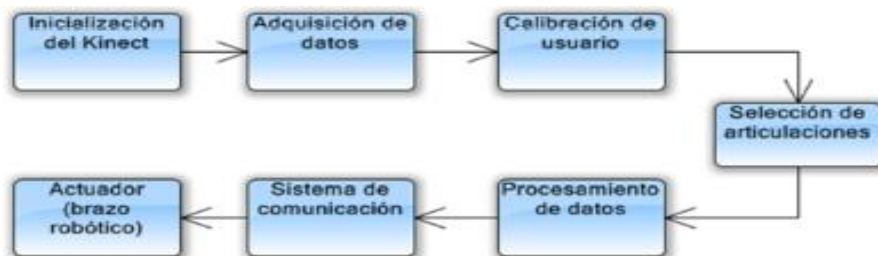 Inicialización
del Kinect
Adquisición de
datos
Calibración de
usuario
Selección de
articulaciones
Procesamiento
de datos
Sistema de
comunicación
Actuador
(brazo
robótico)